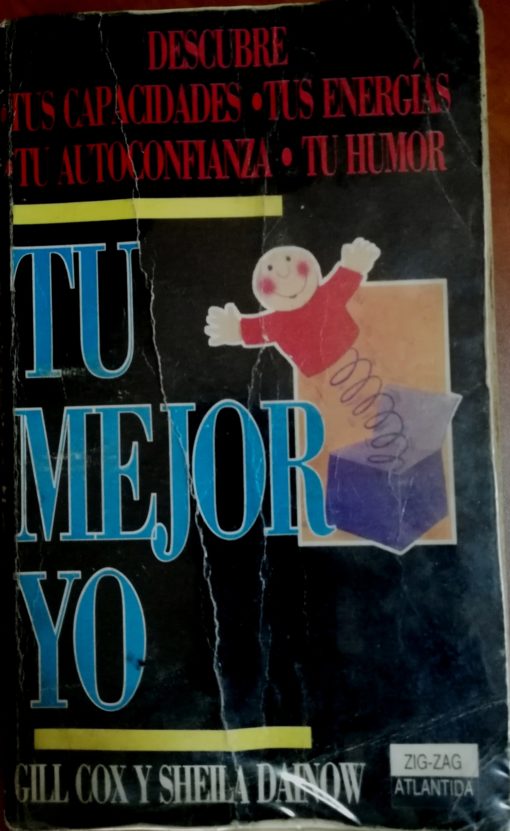 DESCUBRE
•TUS CAPACIDADES •TUS ENERGÍAS
•TU AUTOCONFIANZA • TU HUMOR
TU
MEJOR
YO
GILL COX Y SHEILA DAINOW
ZIG-ZAG
ATLANTIDA